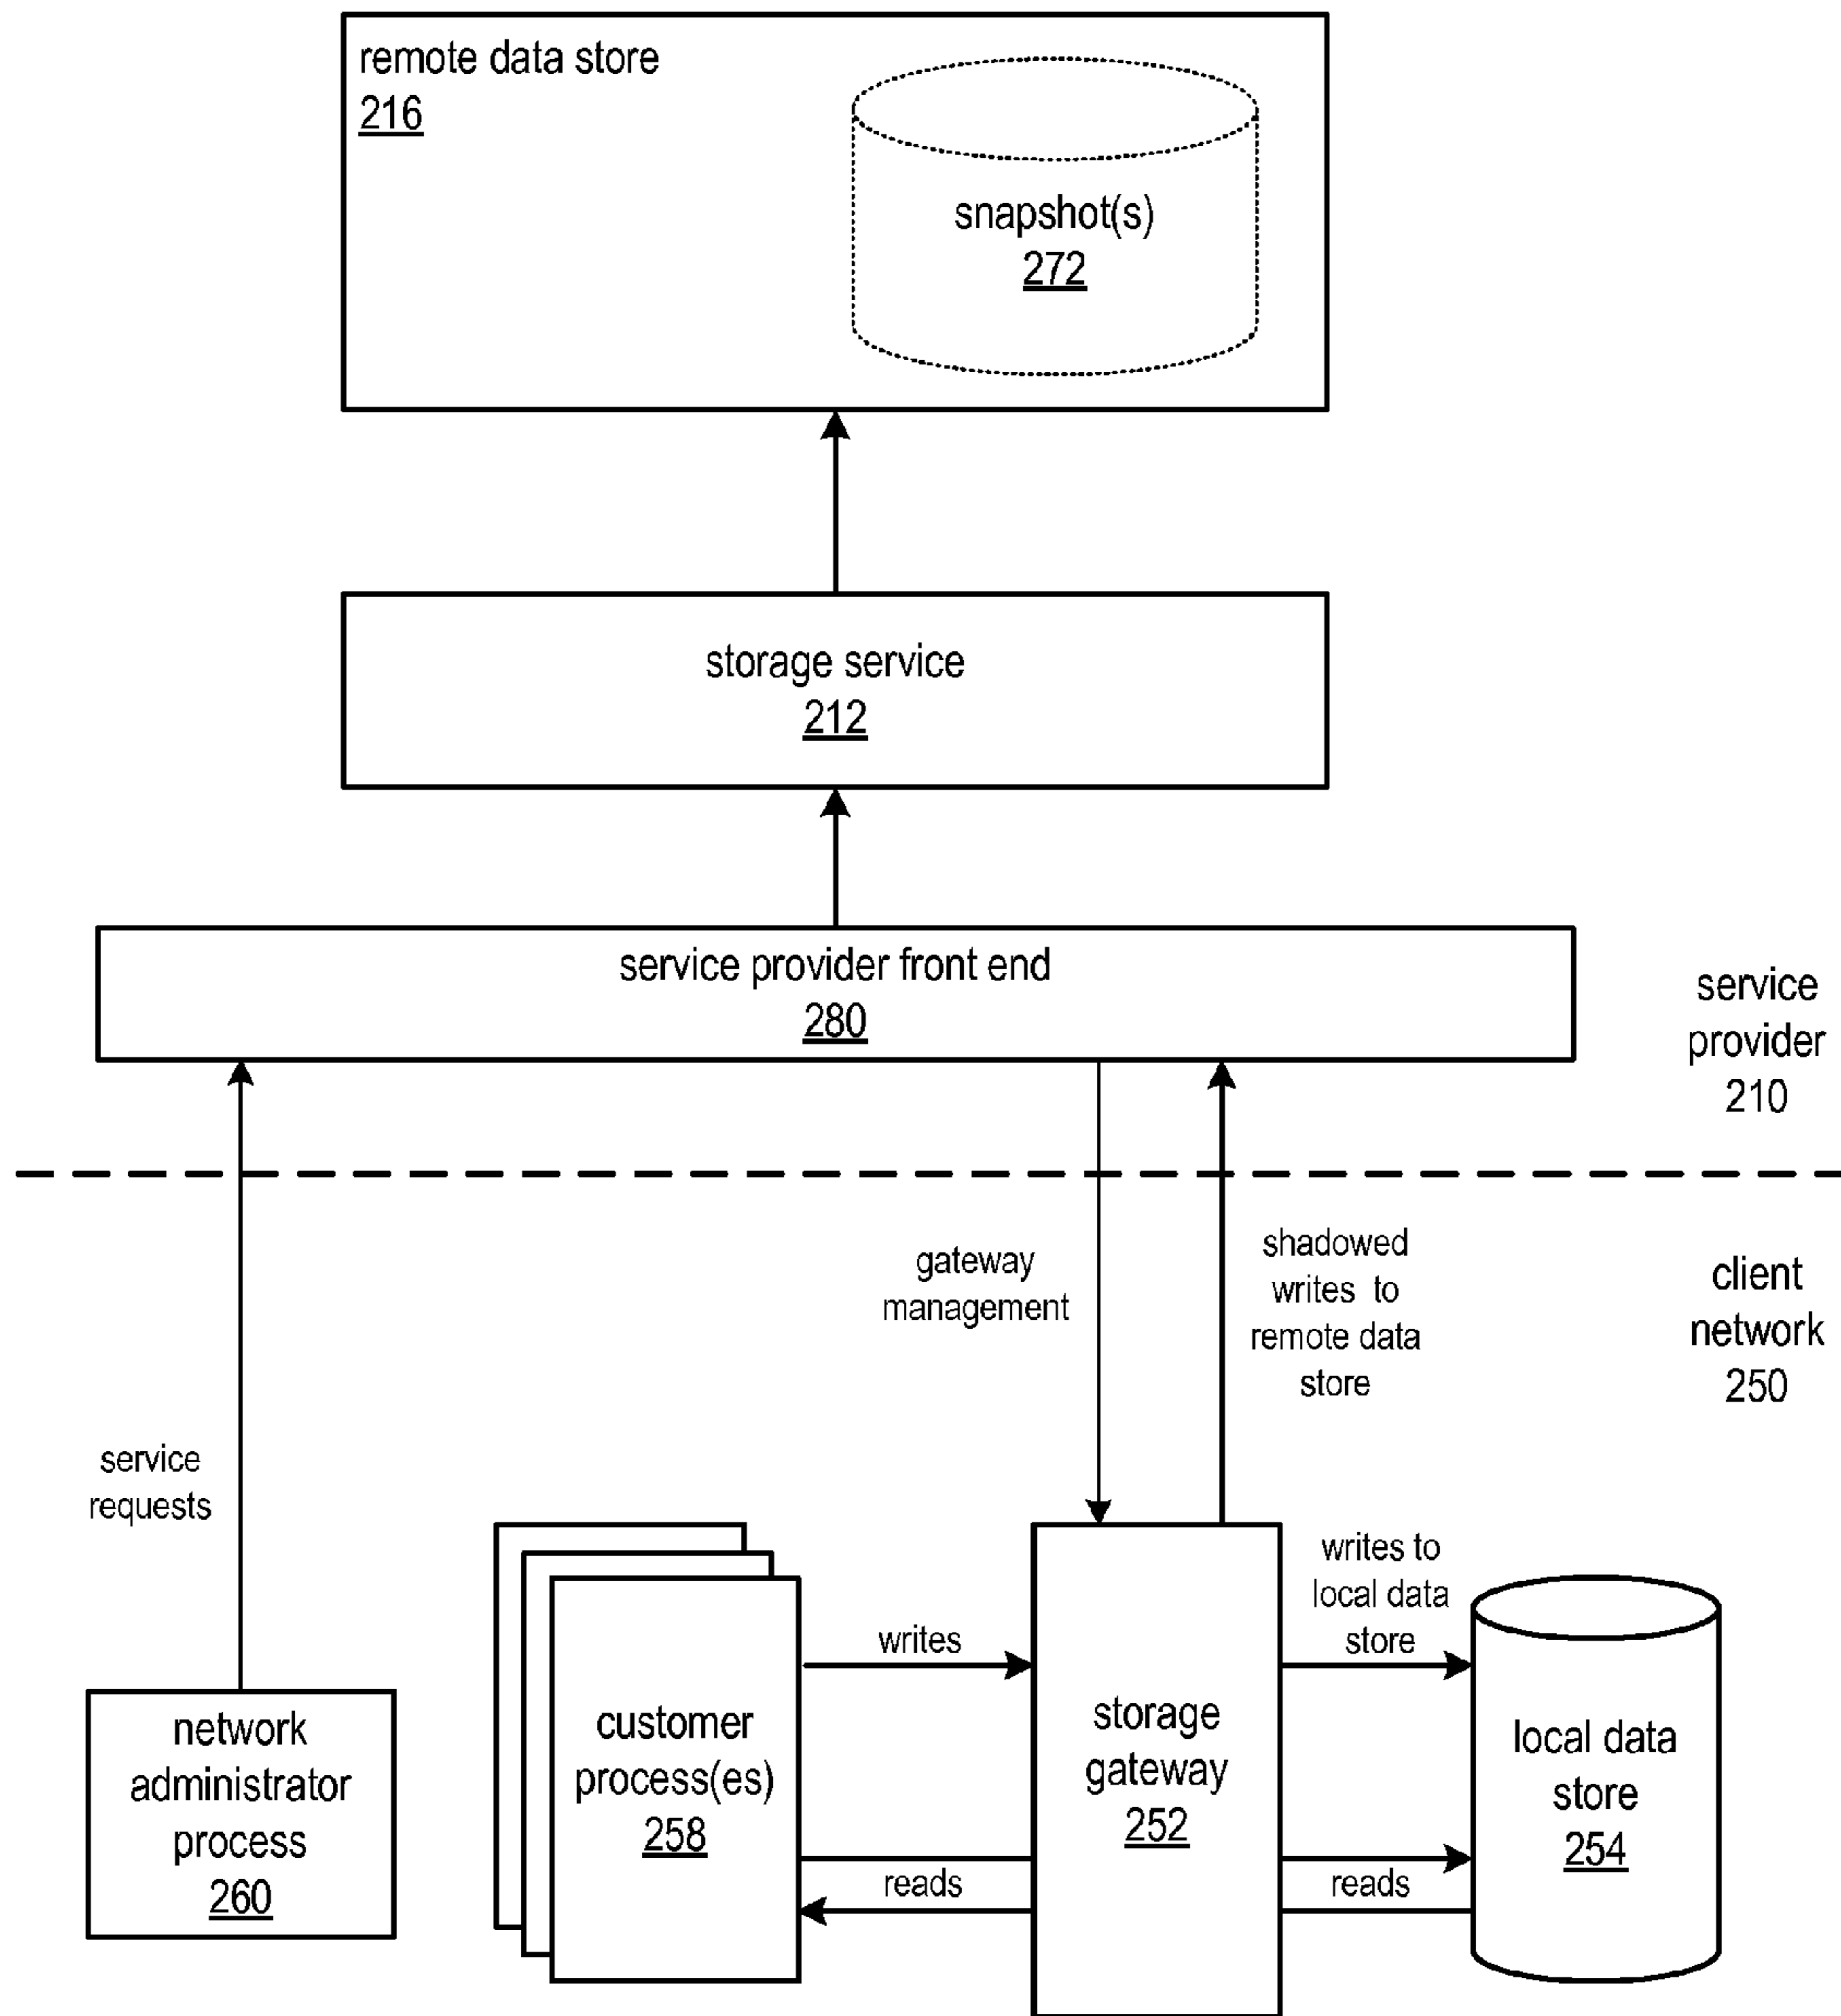 remote data store
216
snapshot(s)
272
storage service
212
service provider front end
280
service
provider
210
gateway
management
shadowed
writes to
remote data
store
client
network
250
service
requests
writes to
local data
store
writes
network
administrator
process
260
customer
process(es)
258
storage
gateway
252
local data
store
254
reads
reads